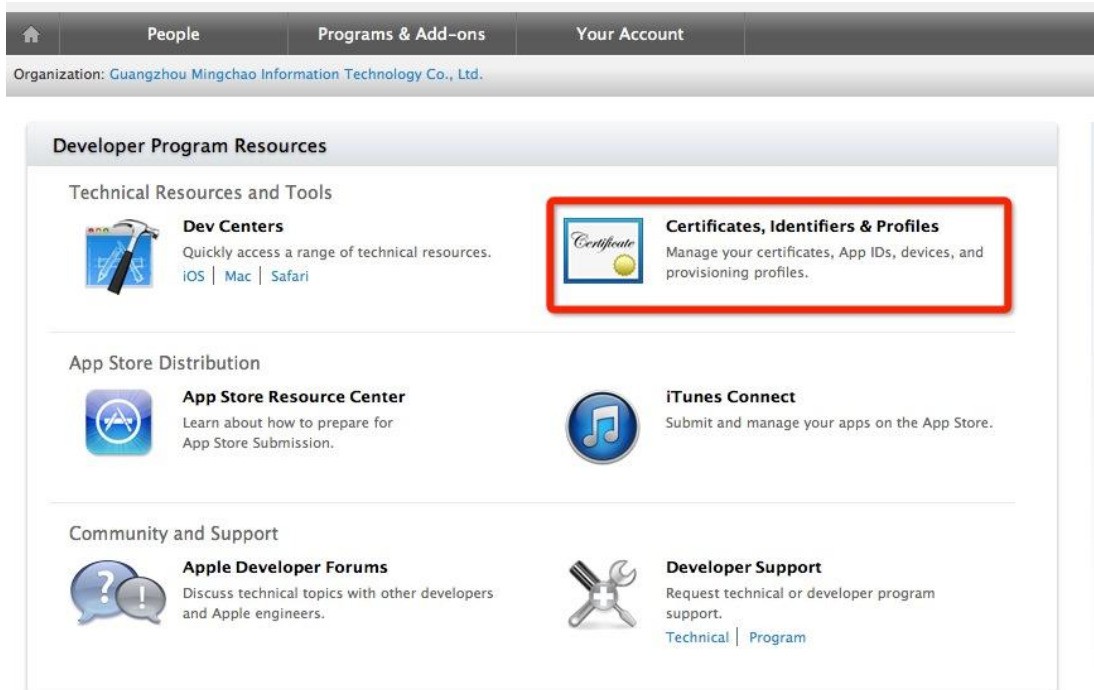 People Programs & Add-ons Your Account
Organization: Guangzhou Mingchao Information Technology Co., Ltd.
Developer Program Resources
Technical Resources and Tools
Dev Centers
Quickly access a range of technical resources.
iOS | Mac | Safari
Certificate
Certificates, Identifiers & Profiles
Manage your certificates, App IDs, devices, and
provisioning profiles.
App Store Distribution
App Store Resource Center
Learn about how to prepare for
App Store Submission.
iTunes Connect
Submit and manage your apps on the App Store.
Community and Support
Apple Developer Forums
Discuss technical topics with other developers
and Apple engineers.
Developer Support
Request technical or developer program
support.
Technical | Program